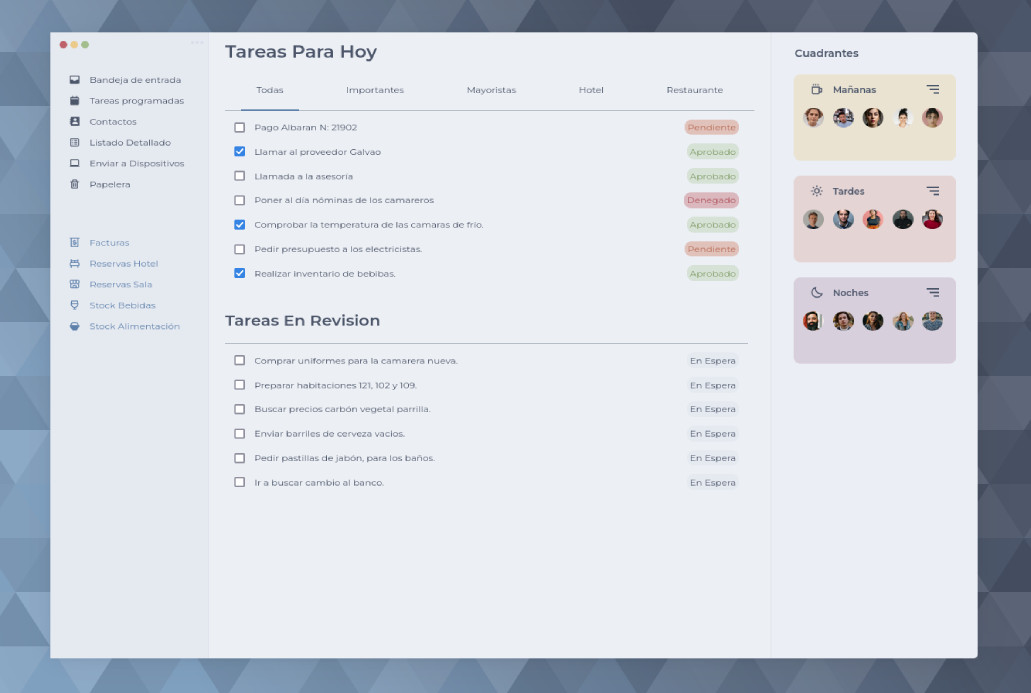 Bandeja de entrada
Tareas programadas
Contactos
Listado Detallado
Enviar a Dispositivos
Papelera
Facturas
Reservas Hotel
Reservas Sala
Stock Bebidas
Stock Alimentación
Tareas Para Hoy
Todas Importantes Mayoristas Hotel Restaurante
Pago Albaran N: 21902 Pendiente
Llamar al proveedor Galvao Aprobado
Llamada a la asesoria Aprobado
Poner al día nóminas de los camareros Denegado
Comprobar la temperatura de las camaras de frío. Aprobado
Pedir presupuesto a los electricistas. Pendiente
Realizar inventario de bebibas. Aprobado
Tareas En Revision
Comprar uniformes para la camarera nueva. En Espera
Preparar habitaciones 121, 102 y 109. En Espera
Buscar precios carbón vegetal parrilla. En Espera
Enviar barriles de cerveza vacios. En Espera
Pedir pastillas de jabón, para los baños. En Espera
Ir a buscar cambio al banco. En Espera
Cuadrantes
Mañanas
Tardes
Noches